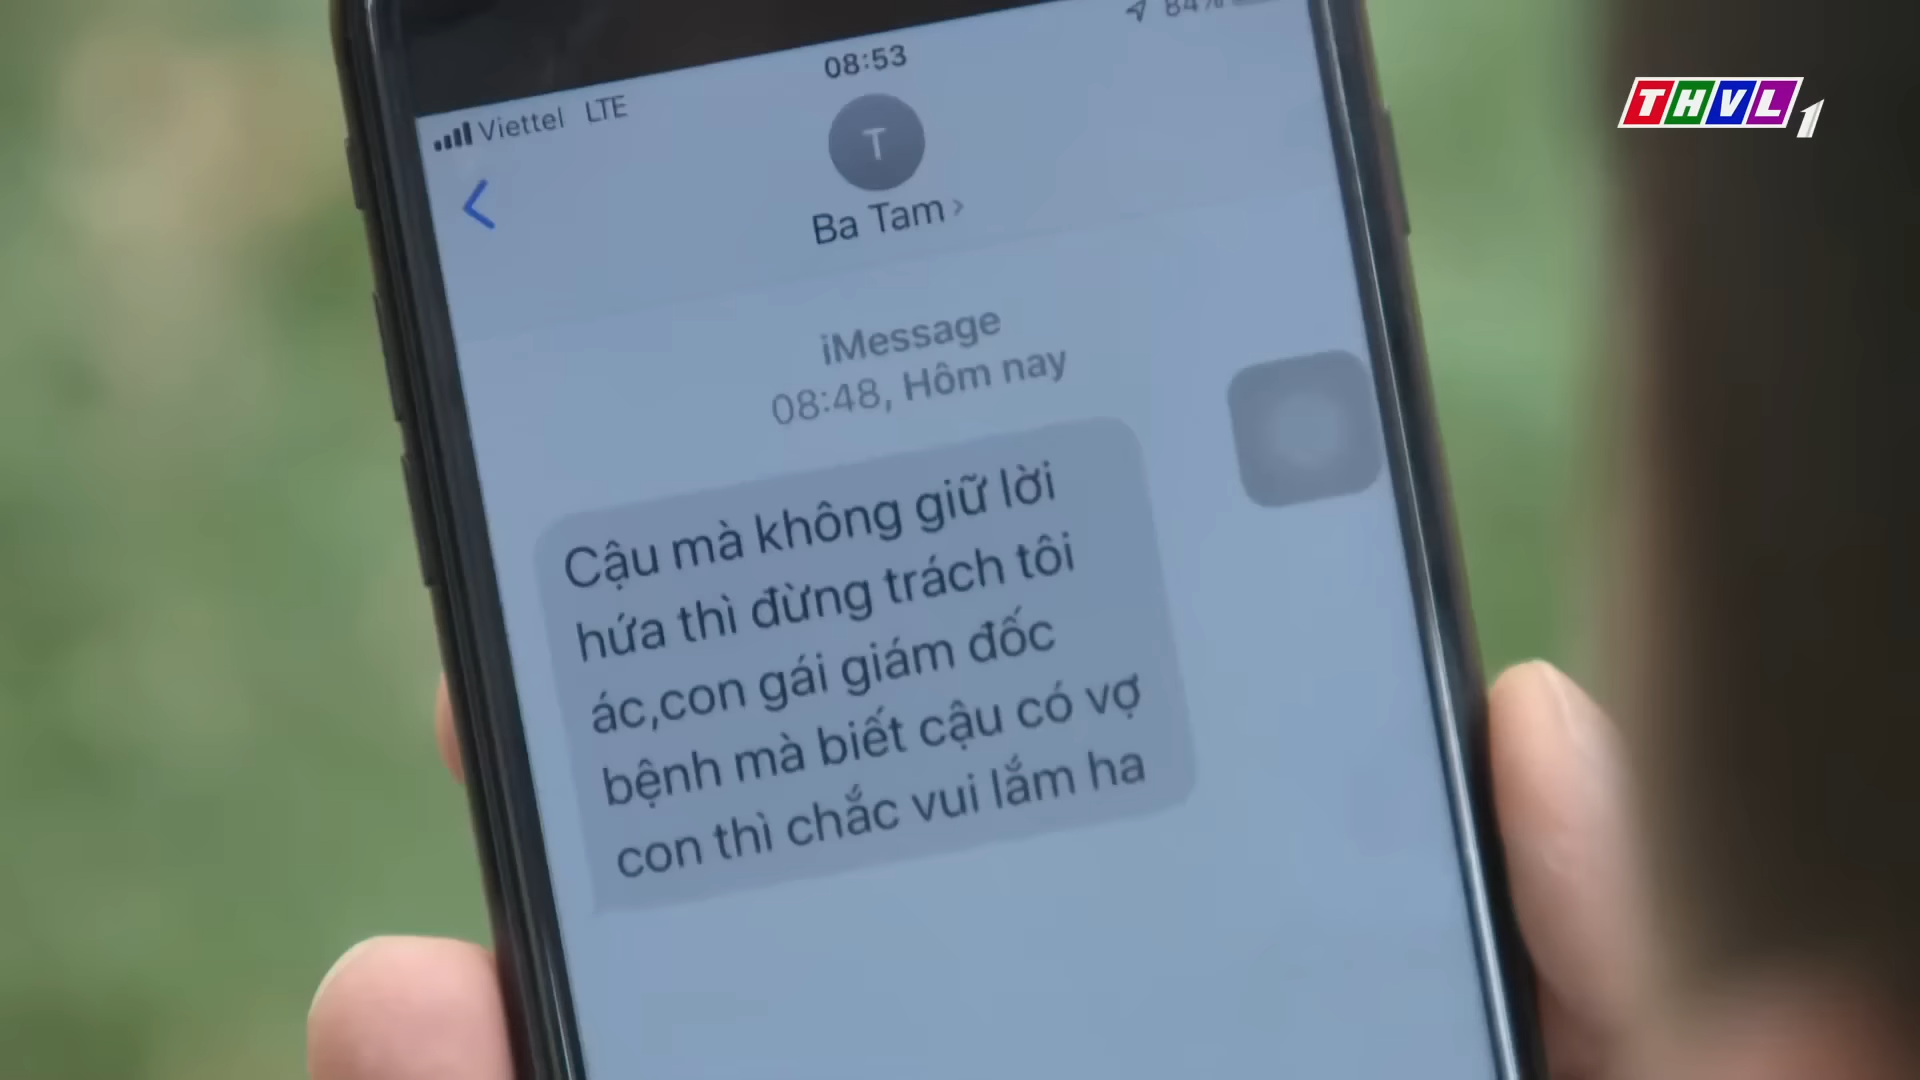 84%
08:53
Viettel LTE
T
Ba Tam
iMessage
08:48, Hôm nay
Cậu mà không giữ lời
hứa thì đừng trách tôi
ác,con gái giám đốc
bệnh mà biết cậu có vợ
con thì chắc vui lắm ha
THVL1